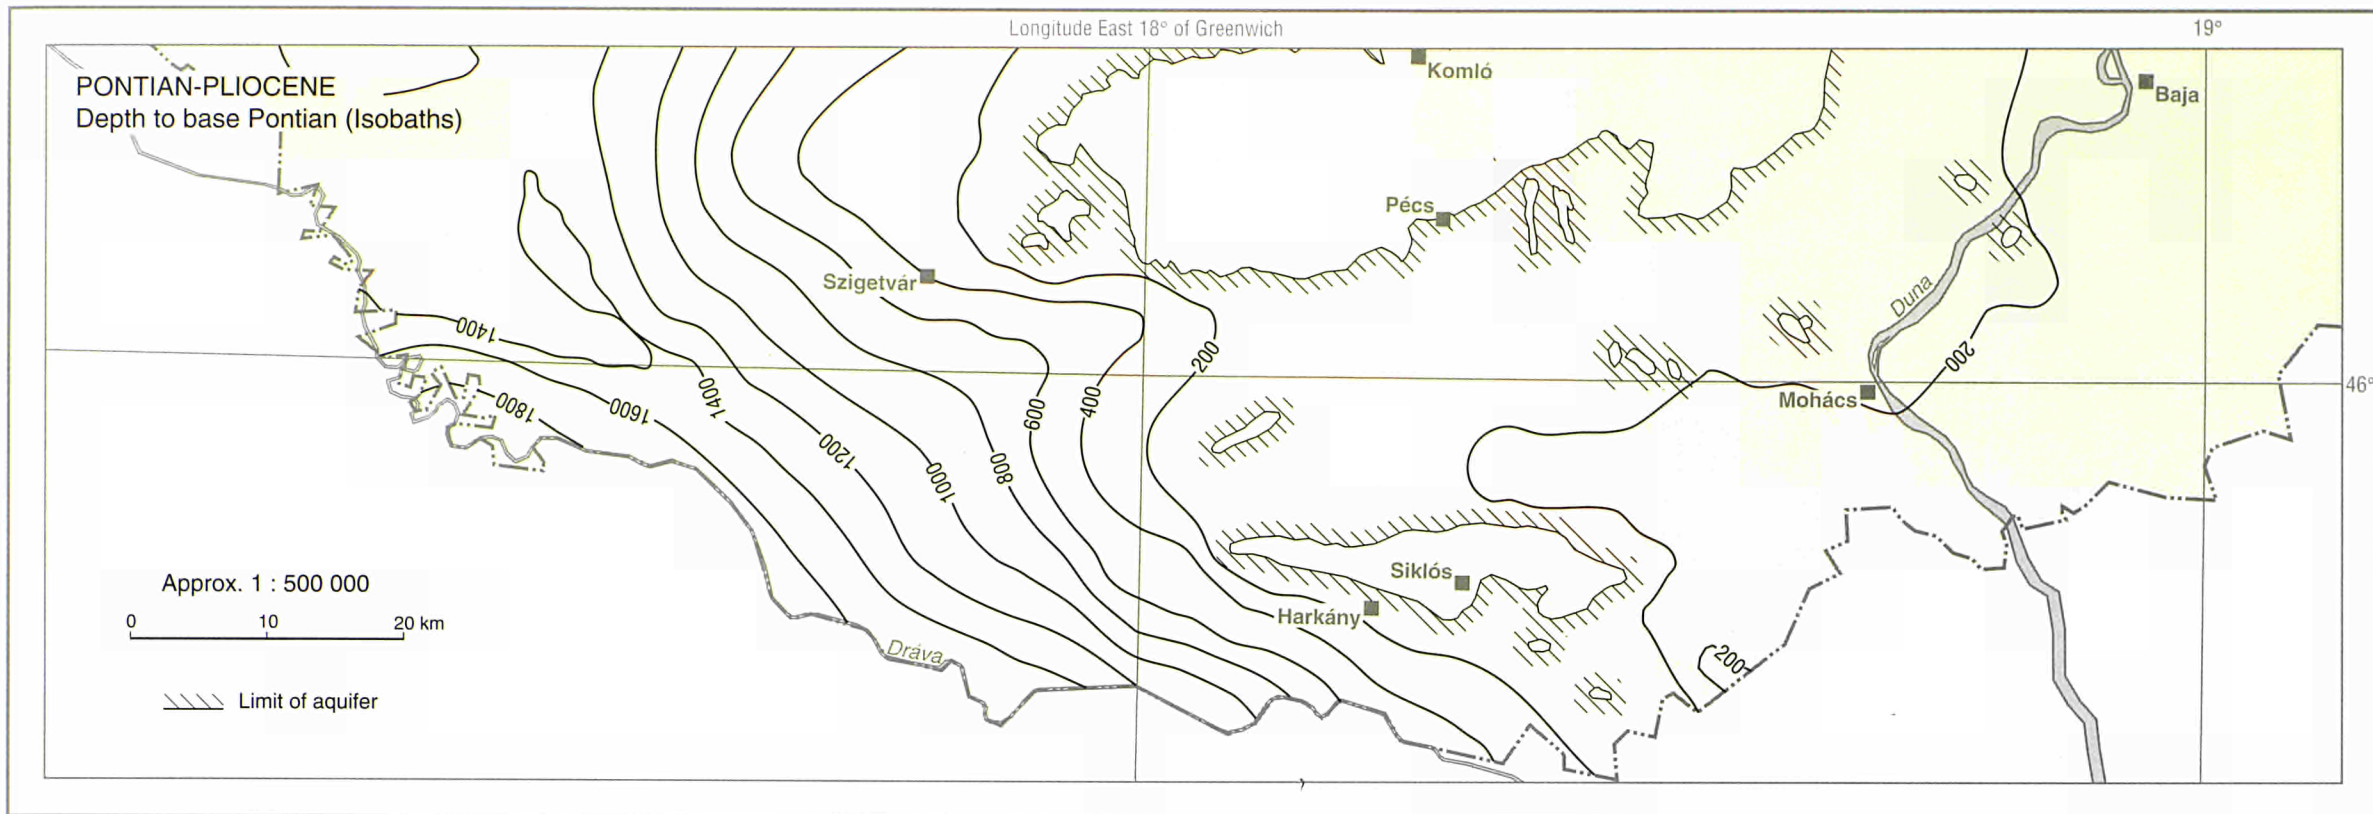 Longitude East 18° of Greenwich
19°
PONTIAN-PLIOCENE
Depth to base Pontian (Isobaths)
Komló
Baja
Pécs
Szigetvár
Duna
1400
200
200
46°
1800
1600
1400
600
400
Mohács
1200
1000
800
Siklós
Approx. 1 : 500 000
Harkány
0 10 20 km
Dráva
200
Limit of aquifer